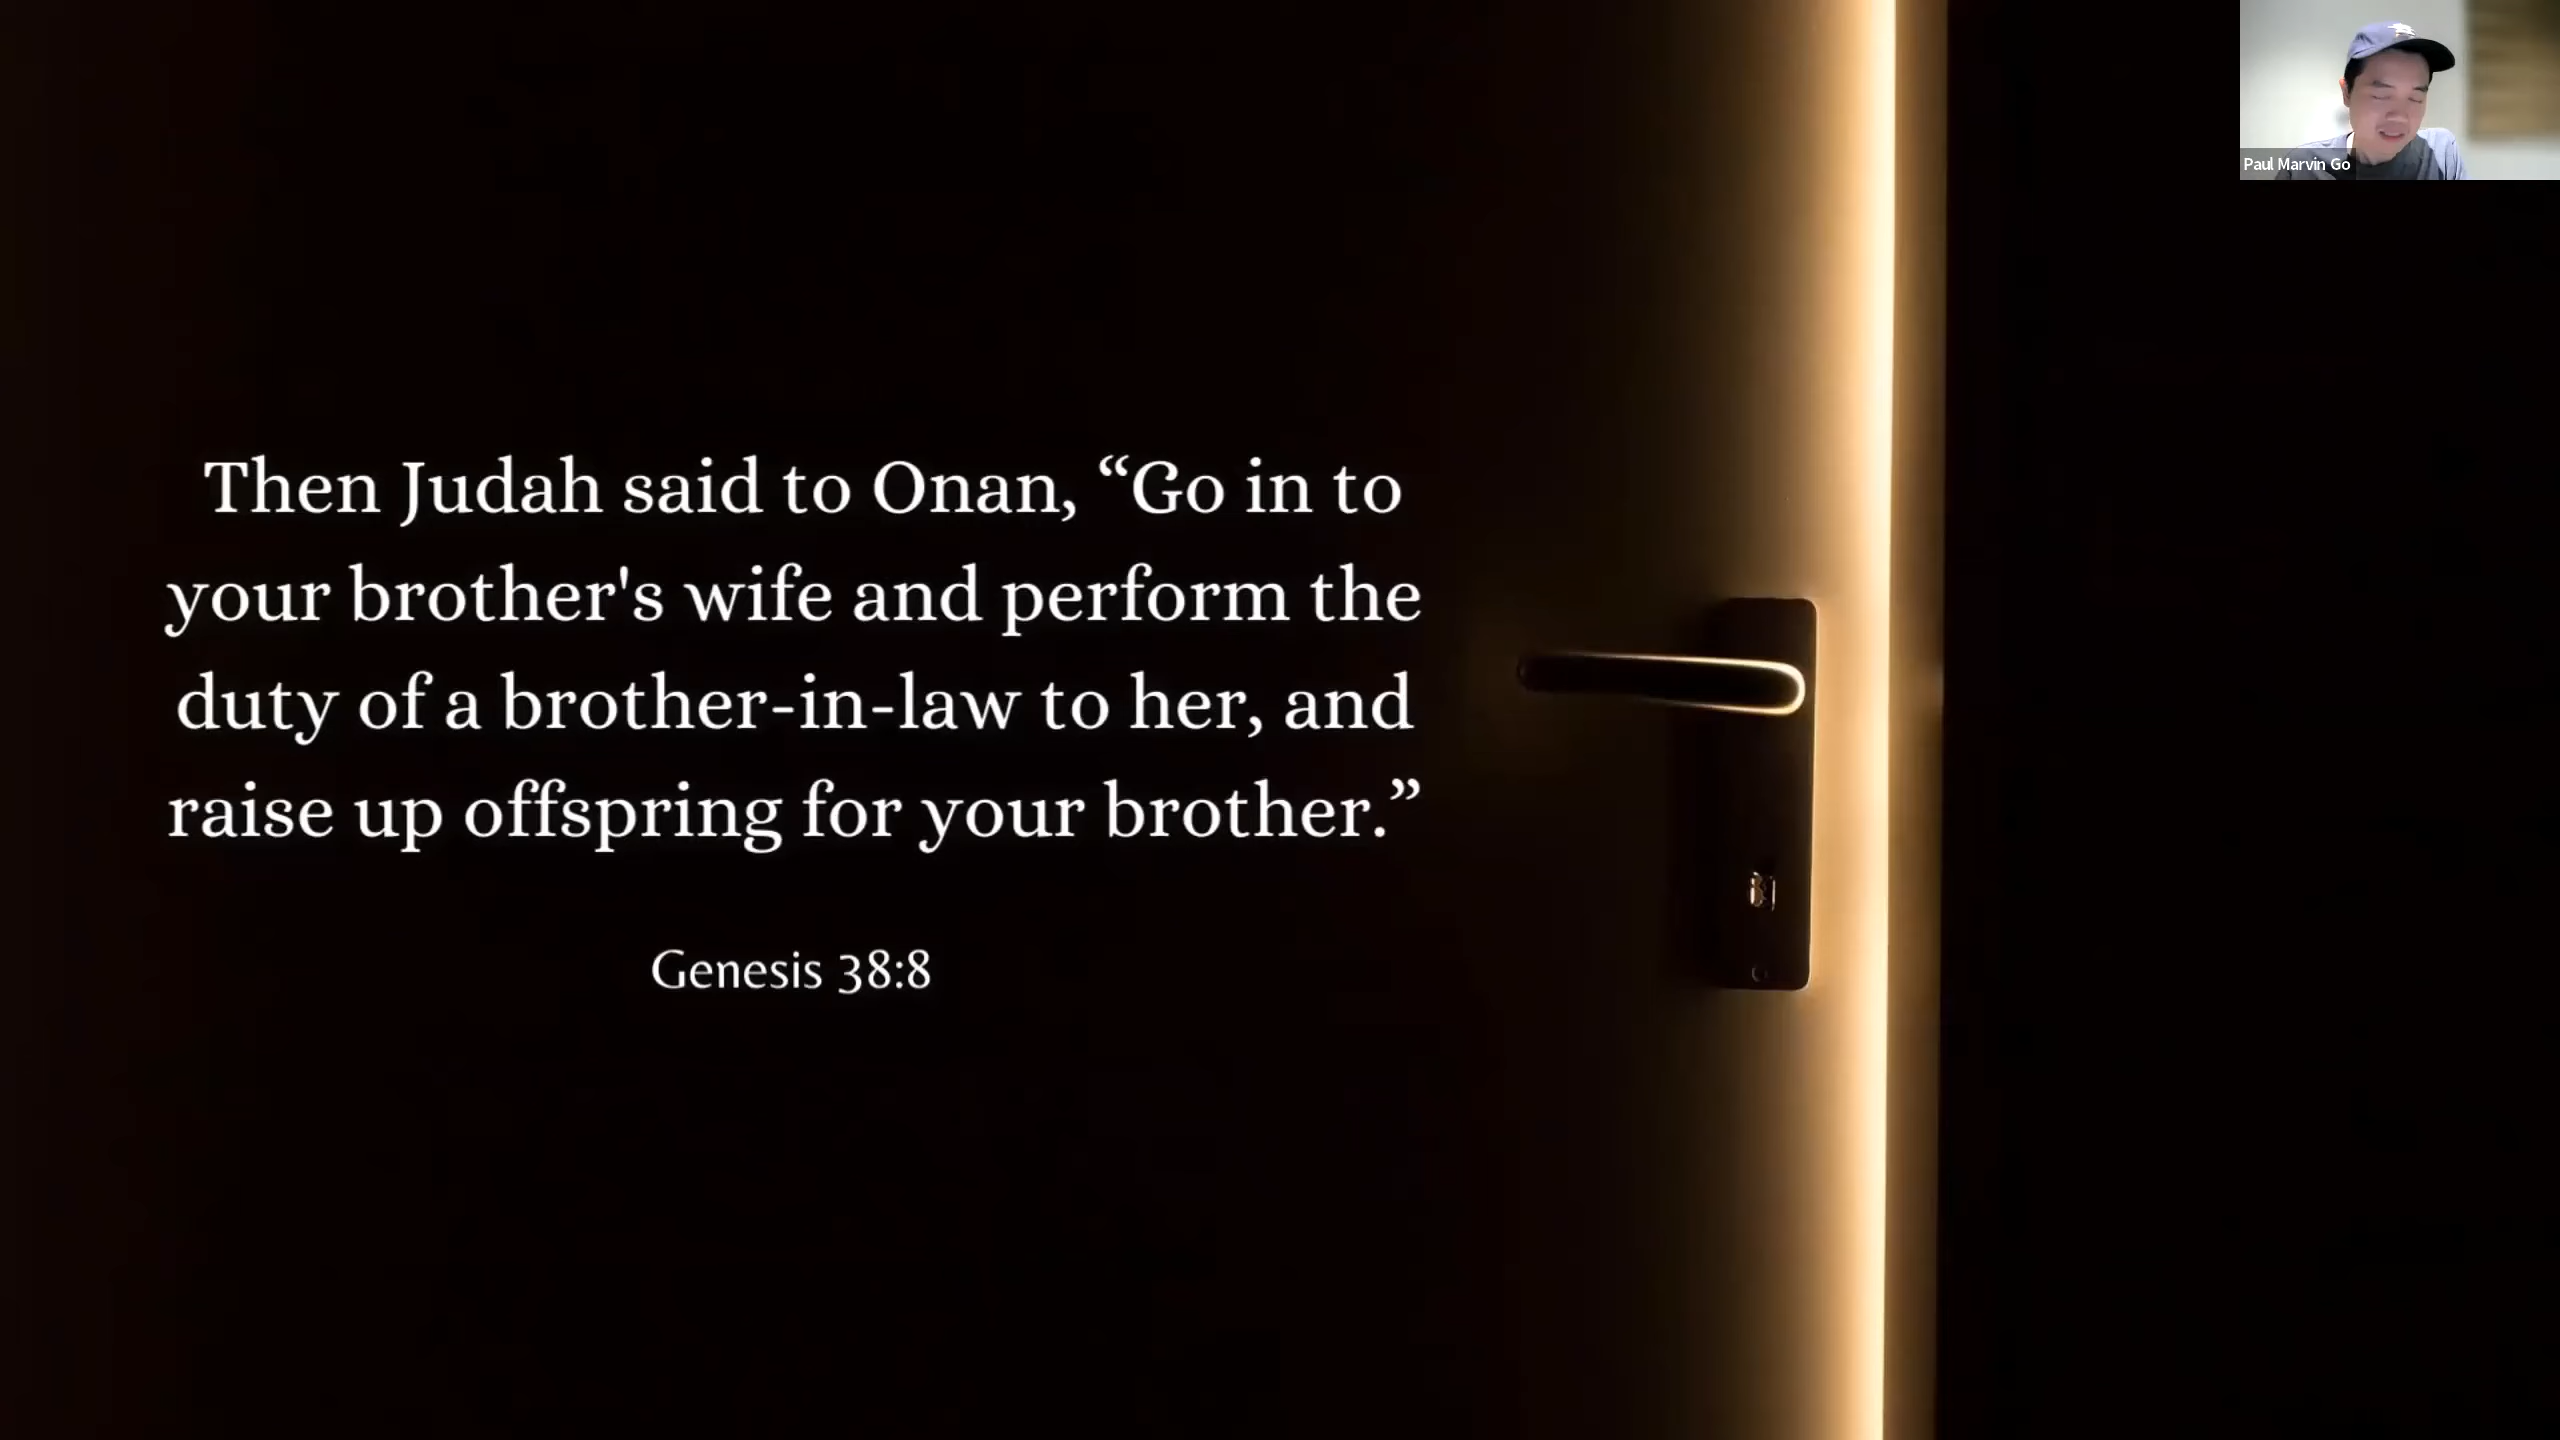 Then Judah said to Onan, “Go in to
your brother's wife and perform the
duty of a brother-in-law to her, and
raise up offspring for your brother.”
Genesis 38:8
Paul Marvin Go